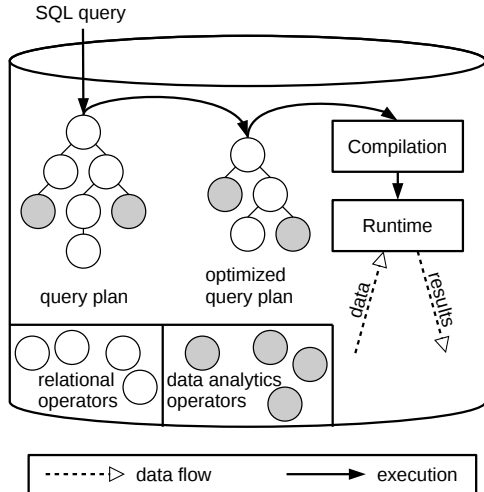 SQL query
Compilation
Runtime
query plan
optimized
query plan
data
results
relational
operators
data analytics
operators
data flow
execution